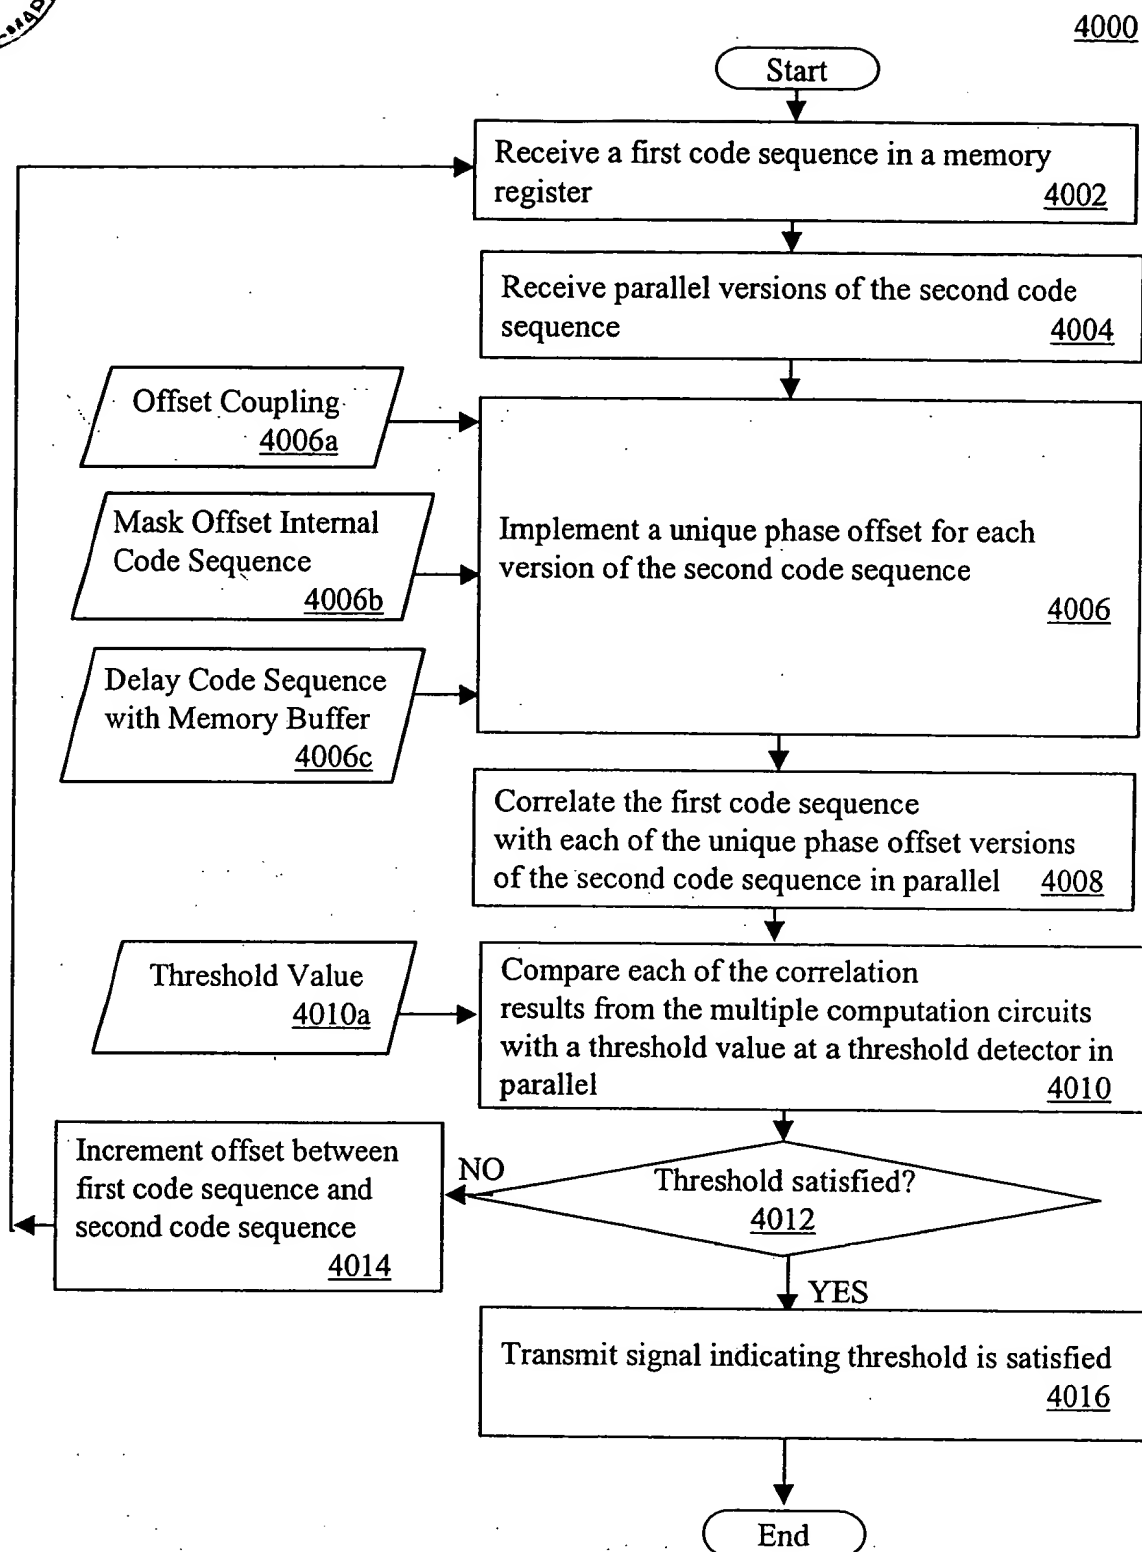 4000
Start
Receive a first code sequence in a memory
register 4002
Receive parallel versions of the second code
sequence 4004
Offset Coupling
4006a
Mask Offset Internal
Code Sequence
4006b
Delay Code Sequence
with Memory Buffer
4006c
Implement a unique phase offset for each
version of the second code sequence
4006
Correlate the first code sequence
with each of the unique phase offset versions
of the second code sequence in parallel 4008
Threshold Value
4010a
Compare each of the correlation
results from the multiple computation circuits
with a threshold value at a threshold detector in
parallel 4010
Threshold satisfied?
4012
NO
Increment offset between
first code sequence and
second code sequence
4014
YES
Transmit signal indicating threshold is satisfied
4016
End